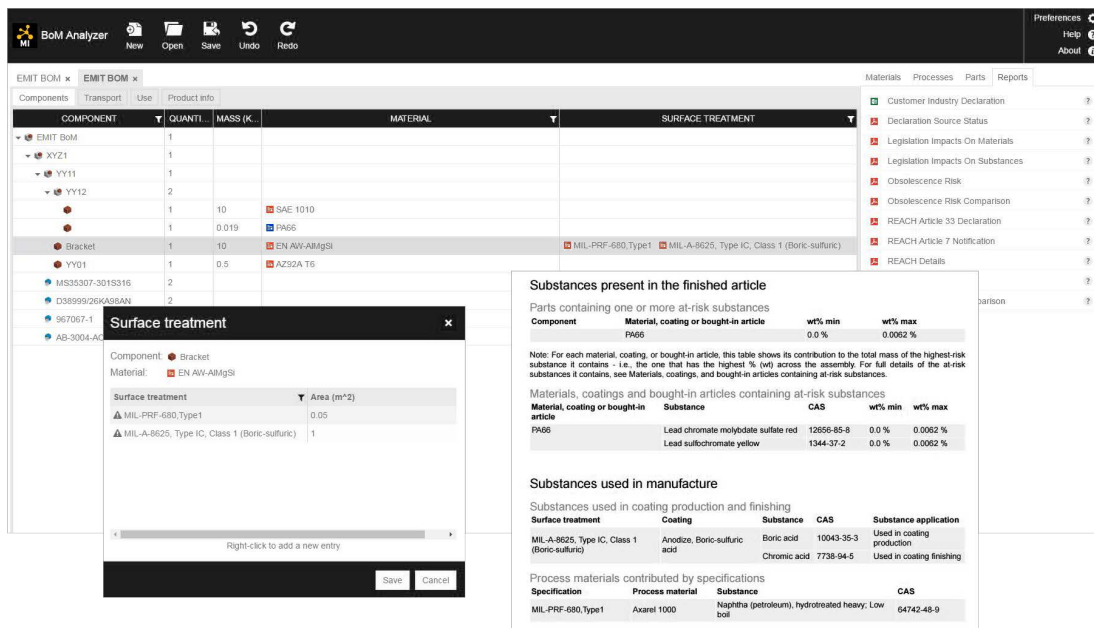 Preferences
MI BoM Analyzer New Open Save Undo Redo
Help
About
EMIT BOM × EMIT BOM ×
Components Transport Use Product info
COMPONENT QUANTI... MASS (K... MATERIAL SURFACE TREATMENT
EMIT BoM 1
XYZ1 1
YY11 1
YY12 2
1 10 SAE 1010
1 0.019 PA66
Bracket 1 10 EN AW-AlMgSi MIL-PRF-680,Type1 MIL-A-8625, Type IC, Class 1 (Boric-sulfuric)
YY01 1 0.5 AZ92A T6
MS35307-301S316 2
D38999/26KA98AN 2
967067-1
Materials Processes Parts Reports
Customer Industry Declaration ?
Declaration Source Status ?
Legislation Impacts On Materials ?
Legislation Impacts On Substances ?
Obsolescence Risk ?
Obsolescence Risk Comparison ?
REACH Article 33 Declaration ?
REACH Article 7 Notification ?
REACH Details ?
?
?
Surface treatment ×
Component: Bracket
Material: EN AW-AlMgSi
Surface treatment Area (m^2)
MIL-PRF-680,Type1 0.05
MIL-A-8625, Type IC, Class 1 (Boric-sulfuric) 1
Right-click to add a new entry
Save Cancel
Substances present in the finished article
Parts containing one or more at-risk substances
Component Material, coating or bought-in article wt% min wt% max
PA66 0.0 % 0.0062 %
Note: For each material, coating, or bought-in article, this table shows its contribution to the total mass of the highest-risk
substance it contains - i.e., the one that has the highest % (wt) across the assembly. For full details of the at-risk
substances it contains, see Materials, coatings, and bought-in articles containing at-risk substances.
Materials, coatings and bought-in articles containing at-risk substances
Material, coating or bought-in Substance CAS wt% min wt% max
article
PA66 Lead chromate molybdate sulfate red 12656-85-8 0.0 % 0.0062 %
Lead sulfochromate yellow 1344-37-2 0.0 % 0.0062 %
Substances used in manufacture
Substances used in coating production and finishing
Surface treatment Coating Substance CAS Substance application
MIL-A-8625, Type IC, Class 1 Anodize, Boric-sulfuric Boric acid 10043-35-3 Used in coating
(Boric-sulfuric) acid production
Chromic acid 7738-94-5 Used in coating finishing
Process materials contributed by specifications
Specification Process material Substance CAS
MIL-PRF-680,Type1 Axarel 1000 Naphtha (petroleum), hydrotreated heavy; Low 64742-48-9
boil